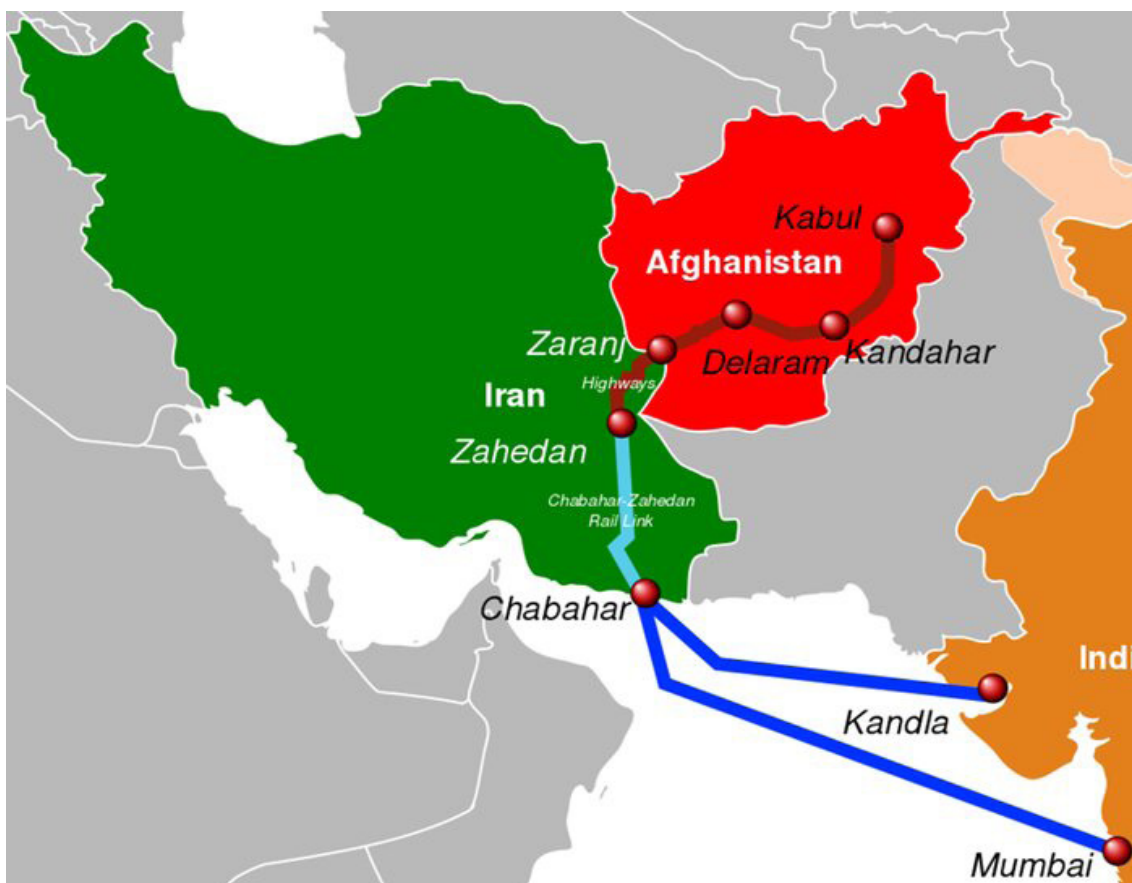 Kabul
Afghanistan
Zaranj
Delaram
Kandahar
Highways
Iran
Zahedan
Chabahar-Zahedan
Rail Link
Chabahar
Indi
Kandla
Mumbai